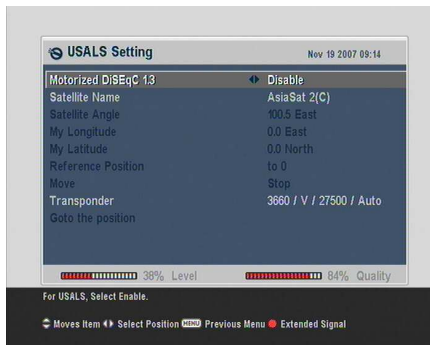 USALS Setting Nov 19 2007 09:14
Motorized DiSEqC 1.3 Disable
Satellite Name AsiaSat 2(C)
Satellite Angle 100.5 East
My Longitude 0.0 East
My Latitude 0.0 North
Reference Position to 0
Move Stop
Transponder 3660 / V / 27500 / Auto
Goto the position
38% Level 84% Quality
For USALS, Select Enable.
Moves Item Select Position MENU Previous Menu Extended Signal